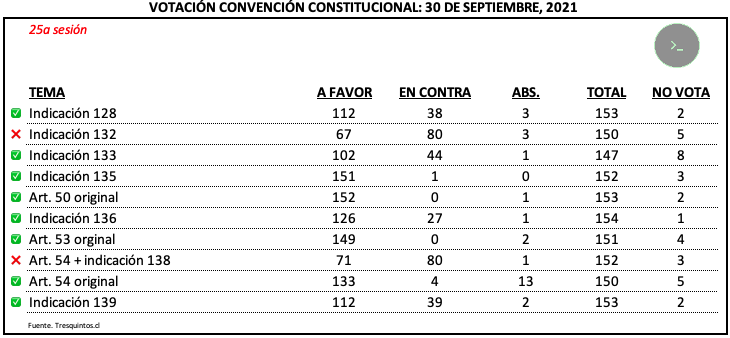 VOTACIÓN CONVENCIÓN CONSTITUCIONAL: 30 DE SEPTIEMBRE, 2021
25a sesión
>_
TEMA A FAVOR EN CONTRA ABS. TOTAL NO VOTA
Indicación 128 112 38 3 153 2
Indicación 132 67 80 3 150 5
Indicación 133 102 44 1 147 8
Indicación 135 151 1 0 152 3
Art. 50 original 152 0 1 153 2
Indicación 136 126 27 1 154 1
Art. 53 orginal 149 0 2 151 4
Art. 54 + indicación 138 71 80 1 152 3
Art. 54 original 133 4 13 150 5
Indicación 139 112 39 2 153 2
Fuente. Tresquintos.cl